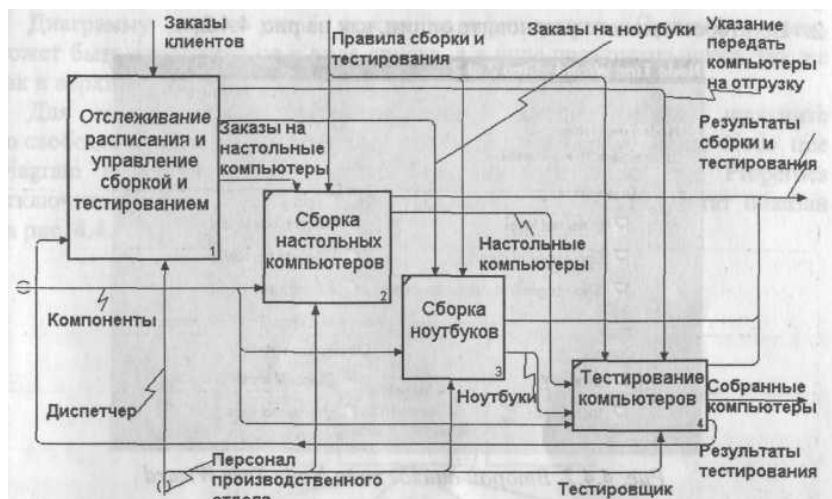 Заказы
клиентов
Правила сборки
и тестирования
Заказы на ноутбуки
Указание
передать
компьютеры
на отгрузку
Отслеживание
расписания и
управление
сборкой и
тестированием
1
Заказы на
настольные
компьютеры
Результаты
сборки и
тестирования
Сборка
настольных
компьютеров
2
Настольные
компьютеры
Компоненты
Сборка
ноутбуков
3
Ноутбуки
Тестирование
компьютеров
4
Собранные
компьютеры
Диспетчер
Результаты
тестирования
Персонал
производственного
отдела
Тестировщик